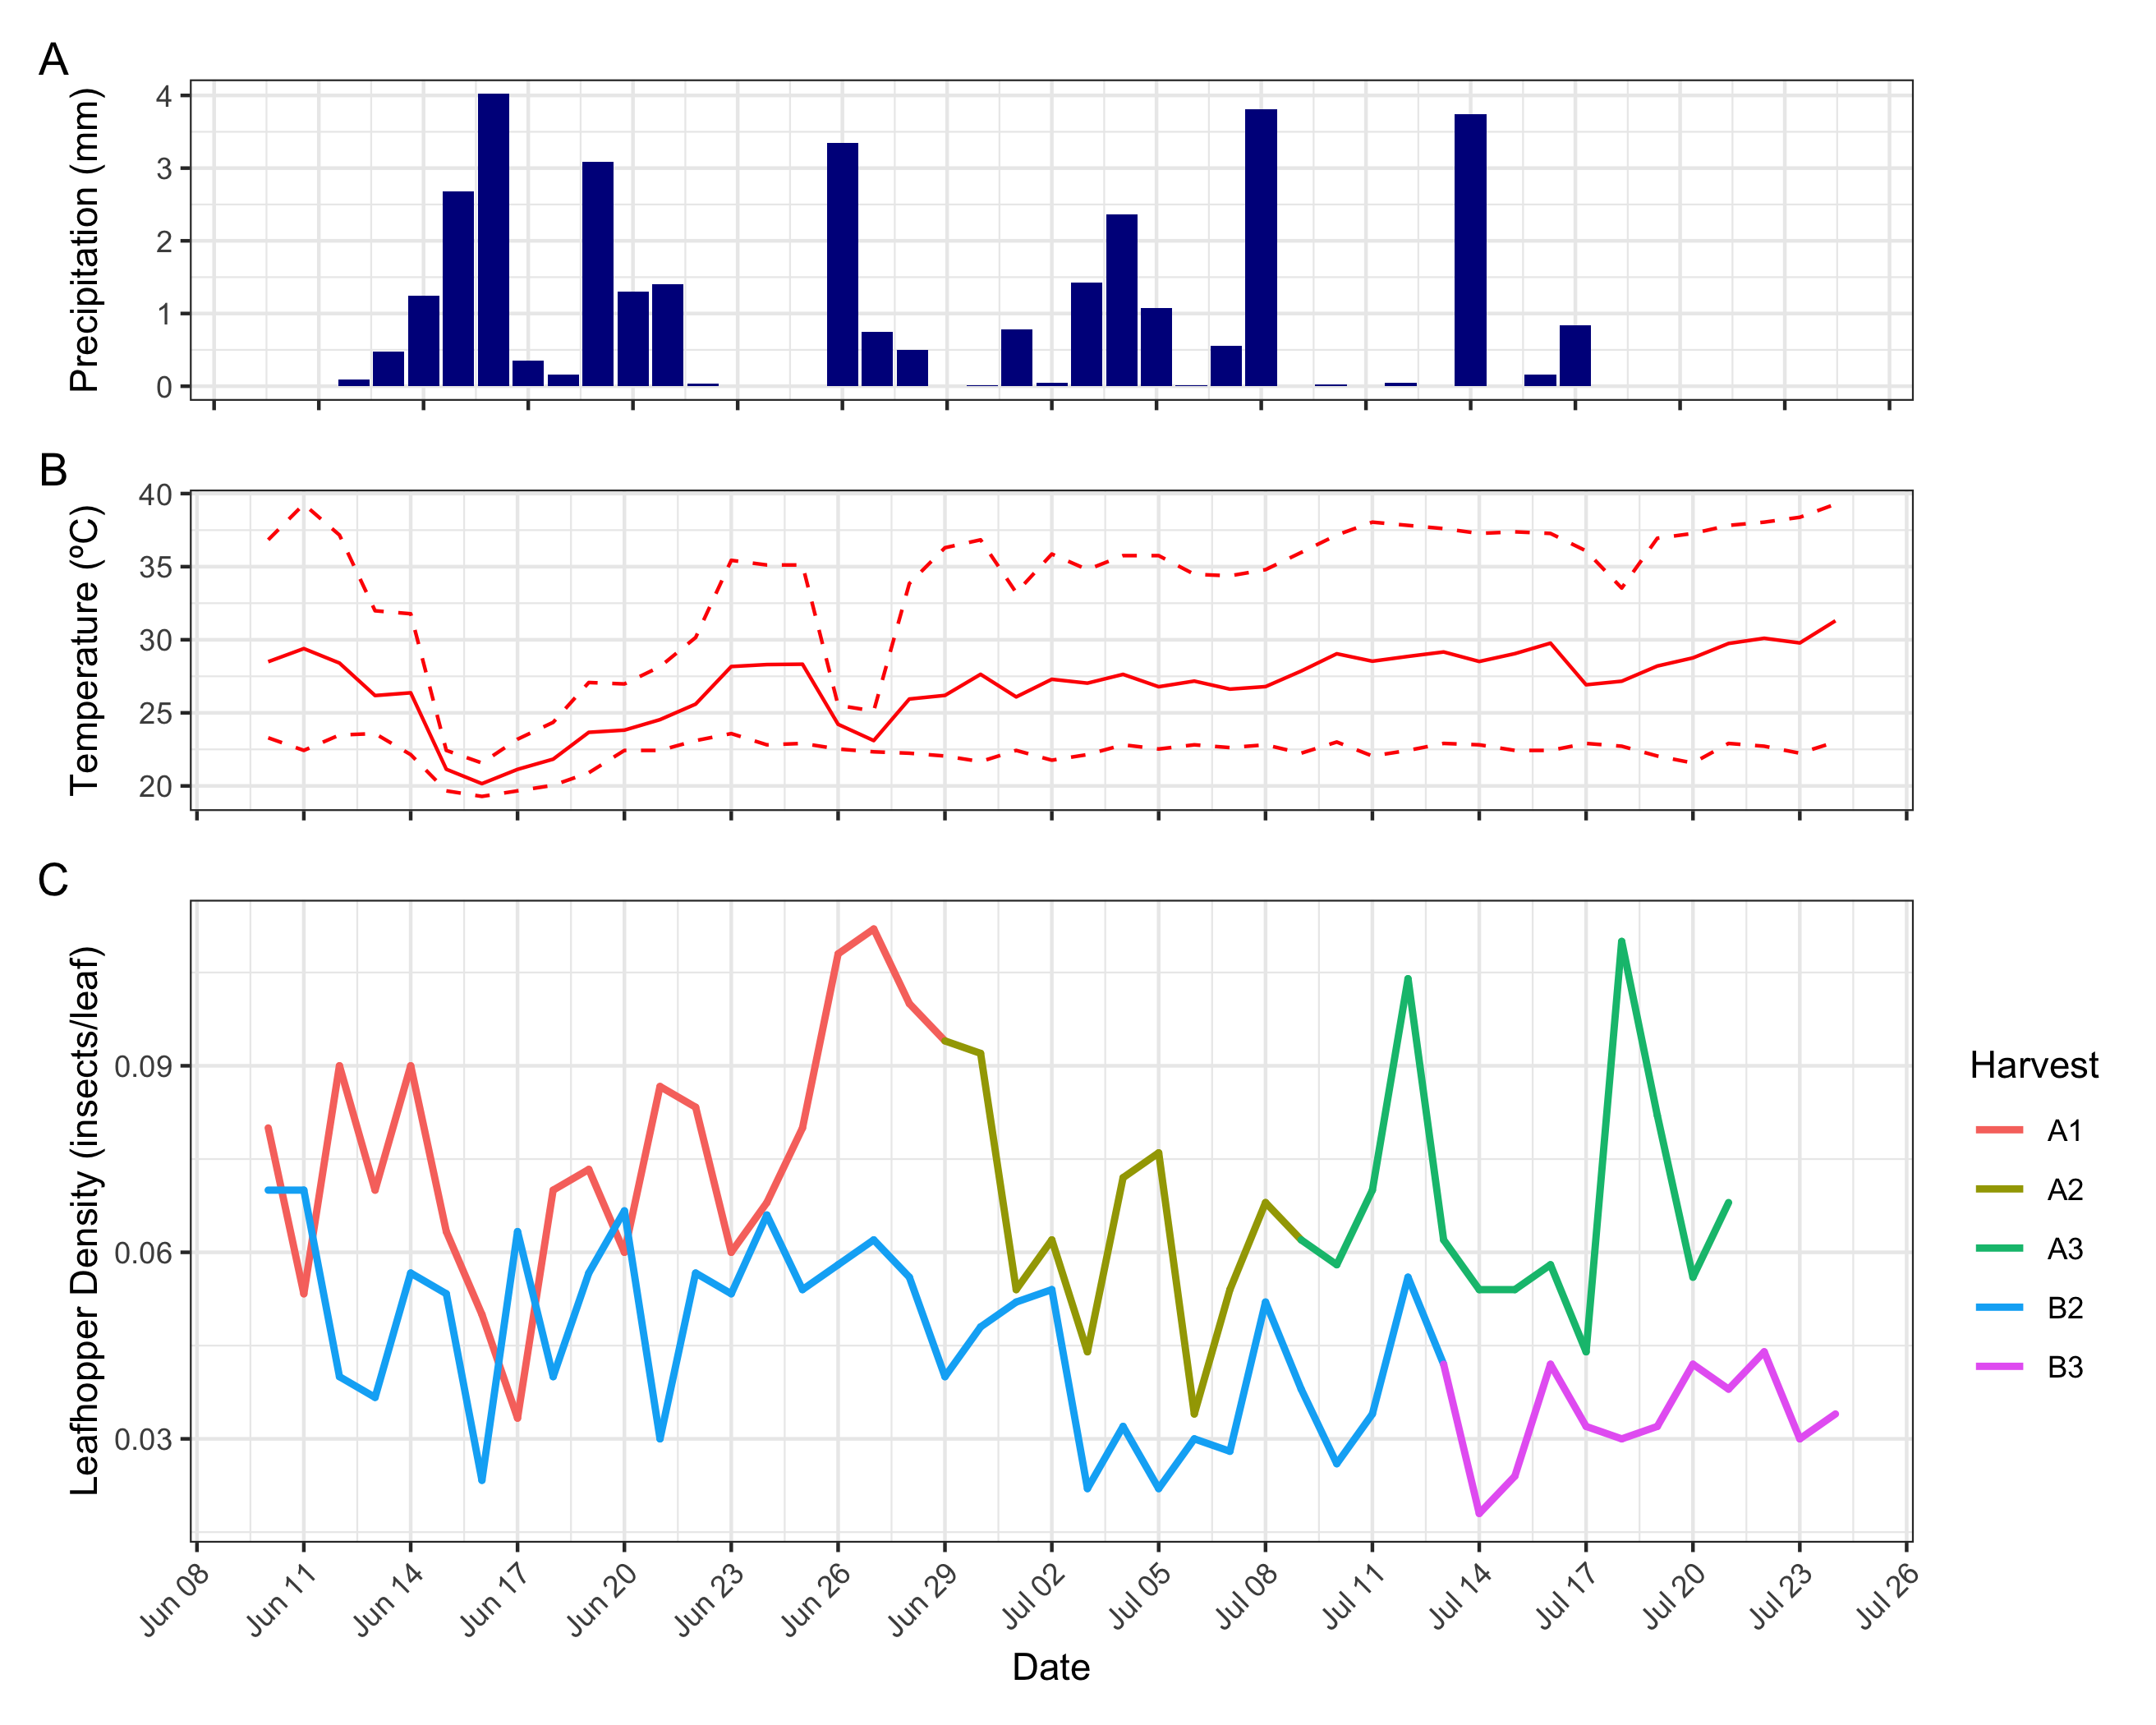 A
Precipitation (mm)
4
3
2
1
0
B
Temperature (ºC)
40
35
30
25
20
C
Leafhopper Density (insects/leaf)
0.09
0.06
0.03
Jun 08
Jun 11
Jun 14
Jun 17
Jun 20
Jun 23
Jun 26
Jun 29
Jul 02
Jul 05
Jul 08
Jul 11
Jul 14
Jul 17
Jul 20
Jul 23
Jul 26
Date
Harvest
A1
A2
A3
B2
B3